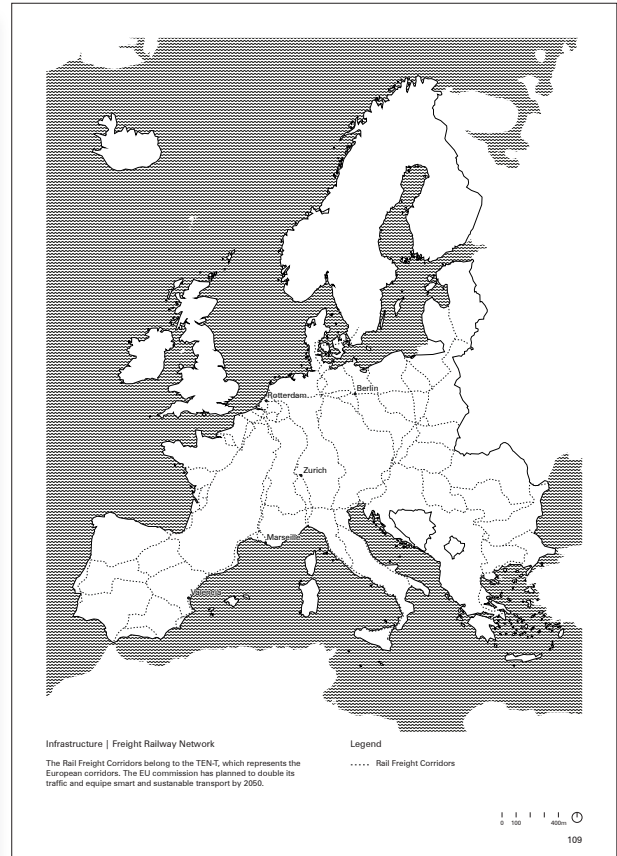 Rotterdam
Berlin
Zurich
Marseille
Valencia
Infrastructure | Freight Railway Network
The Rail Freight Corridors belong to the TEN-T, which represents the
European corridors. The EU commission has planned to double its
traffic and equipe smart and sustanable transport by 2050.
Legend
Rail Freight Corridors
0 100 400m
109